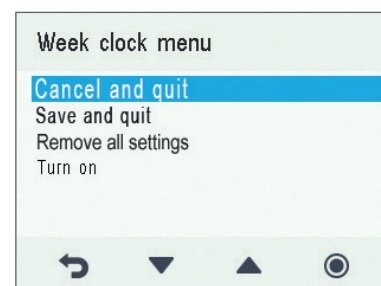 Week clock menu
Cancel and quit
Save and quit
Remove all settings
Turn on